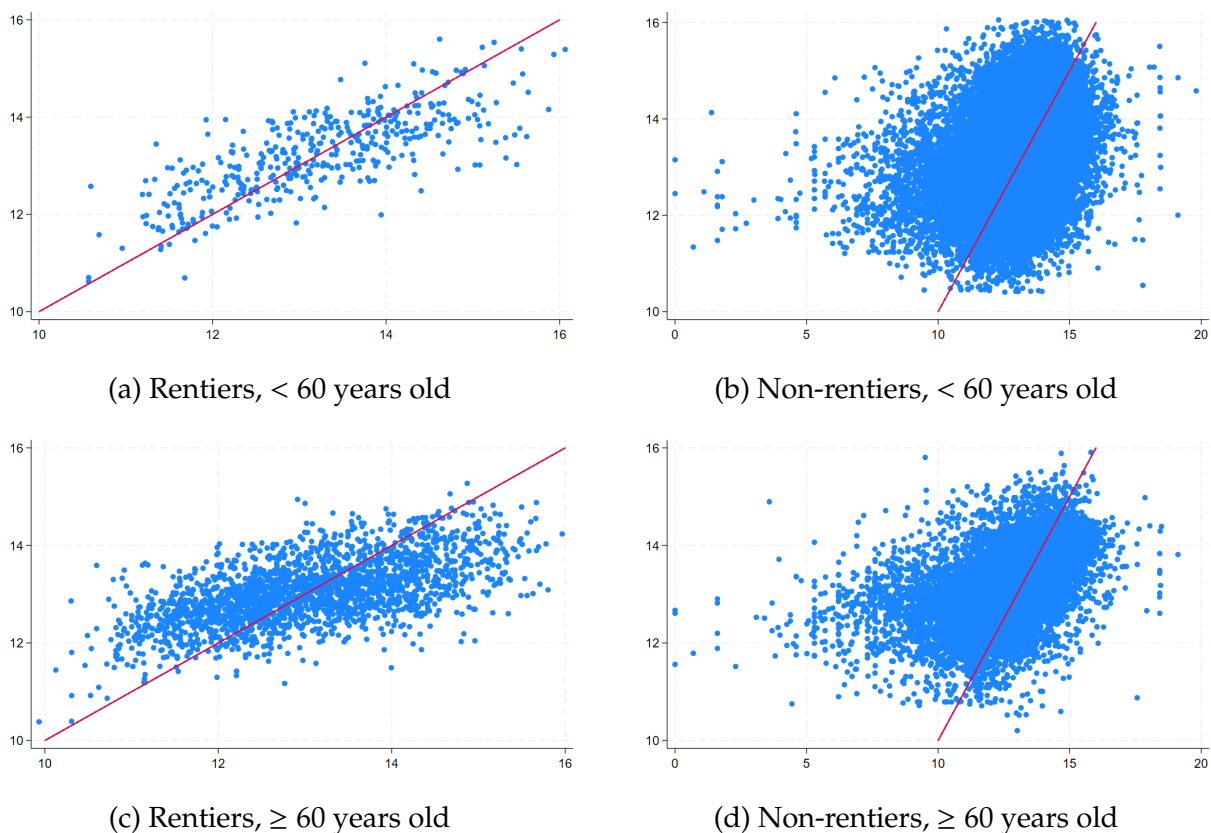 16
14
12
10
10 12 14 16
(a) Rentiers, < 60 years old
16
14
12
10
0 5 10 15 20
(b) Non-rentiers, < 60 years old
16
14
12
10
10 12 14 16
(c) Rentiers, ≥ 60 years old
16
14
12
10
0 5 10 15 20
(d) Non-rentiers, ≥ 60 years old